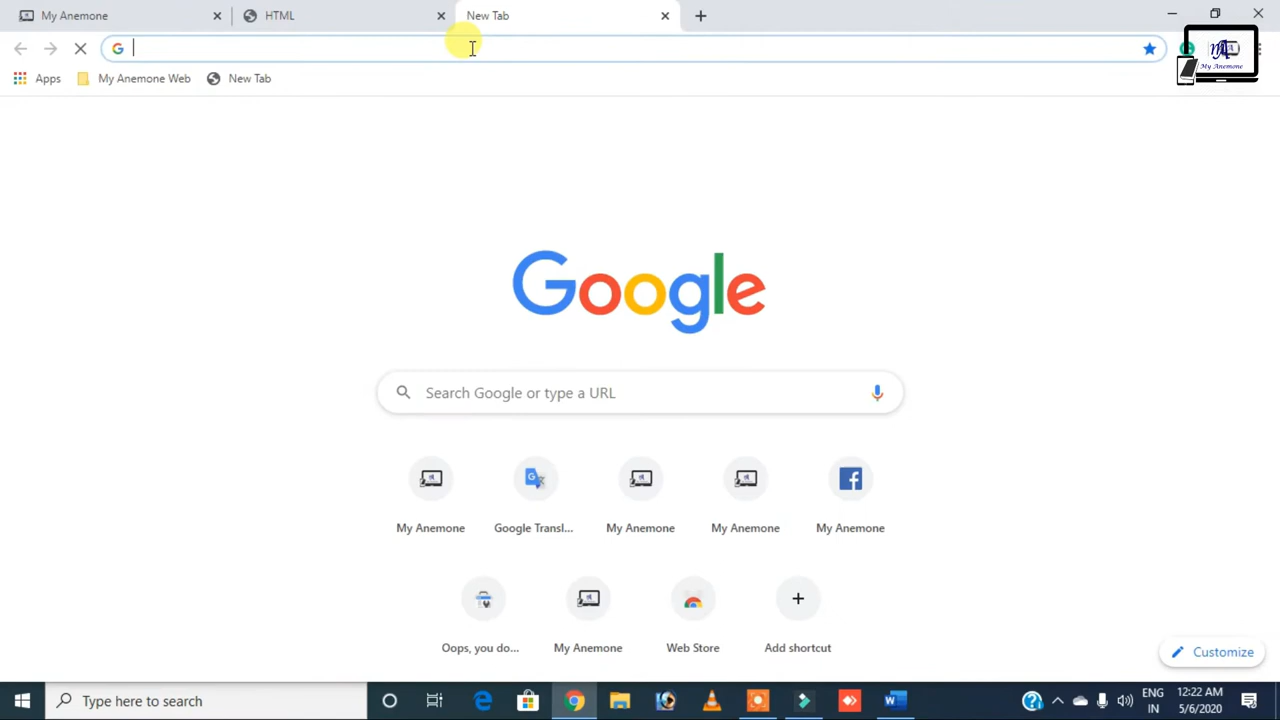 My Anemone
HTML
New Tab
Apps
My Anemone Web
New Tab
My Anemone
Google
Search Google or type a URL
My Anemone
Google Transl...
My Anemone
My Anemone
My Anemone
Oops, you do...
My Anemone
Web Store
Add shortcut
Customize
Type here to search
ENG
IN
12:22 AM
5/6/2020